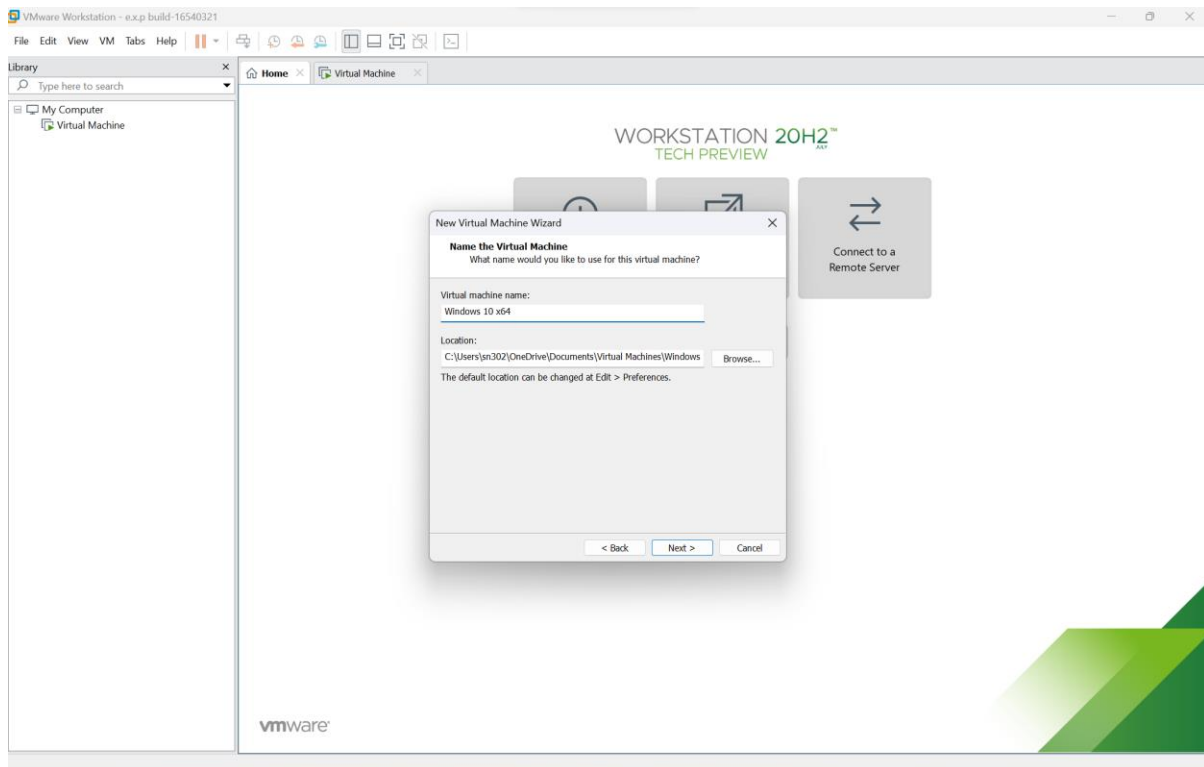 VMware Workstation - e.x.p build-16540321
File Edit View VM Tabs Help
Library
Type here to search
My Computer
Virtual Machine
Home
Virtual Machine
WORKSTATION 20H2™
JULY
TECH PREVIEW
Connect to a
Remote Server
New Virtual Machine Wizard
Name the Virtual Machine
What name would you like to use for this virtual machine?
Virtual machine name:
Windows 10 x64
Location:
C:\Users\sn302\OneDrive\Documents\Virtual Machines\Windows
Browse...
The default location can be changed at Edit > Preferences.
< Back Next > Cancel
vmware